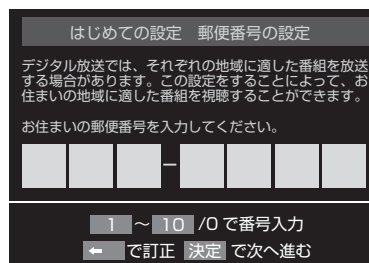 はじめての設定　郵便番号の設定
デジタル放送では、それぞれの地域に適した番組を放送
する場合があります。この設定をすることによって、お
住まいの地域に適した番組を視聴することができます。
お住まいの郵便番号を入力してください。
－
1 ～ 10 /0 で番号入力
← で訂正 決定 で次へ進む